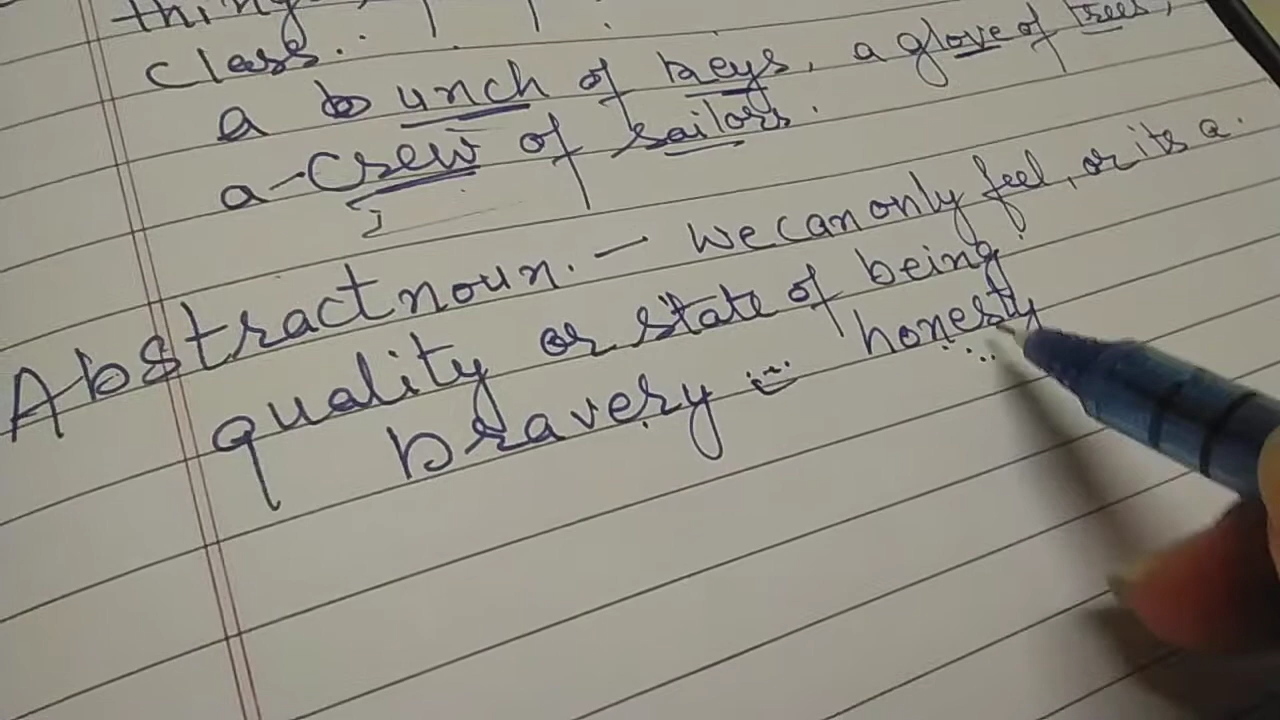 thing
class..
a bunch of keys, a glove of trees,
a-crew of sailors.
Abstract noun. - we can only feel, or its a.
quality or state of being
bravery honesty